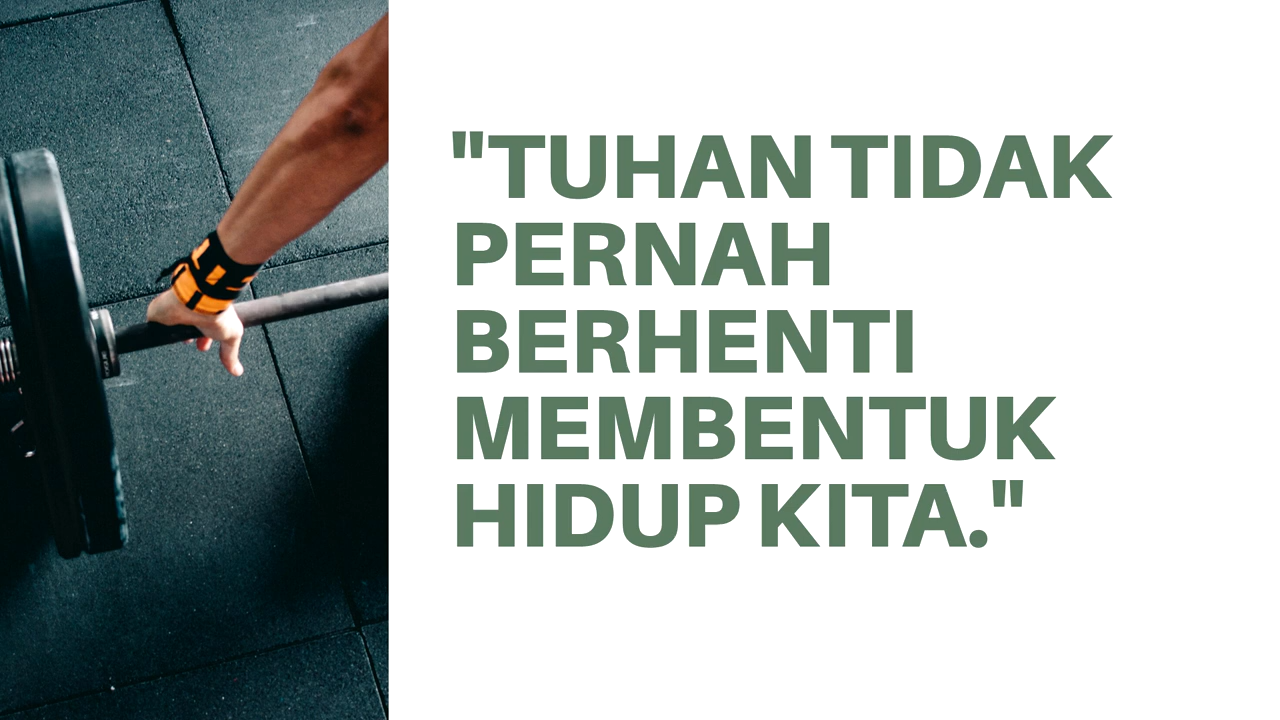 "TUHAN TIDAK
PERNAH
BERHENTI
MEMBENTUK
HIDUP KITA."